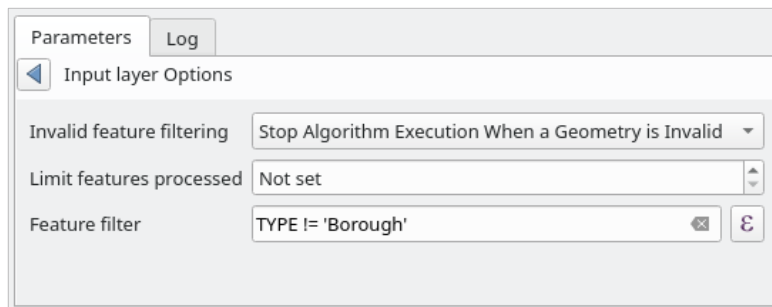 Parameters Log
Input layer Options
Invalid feature filtering Stop Algorithm Execution When a Geometry is Invalid
Limit features processed Not set
Feature filter TYPE != 'Borough' ε